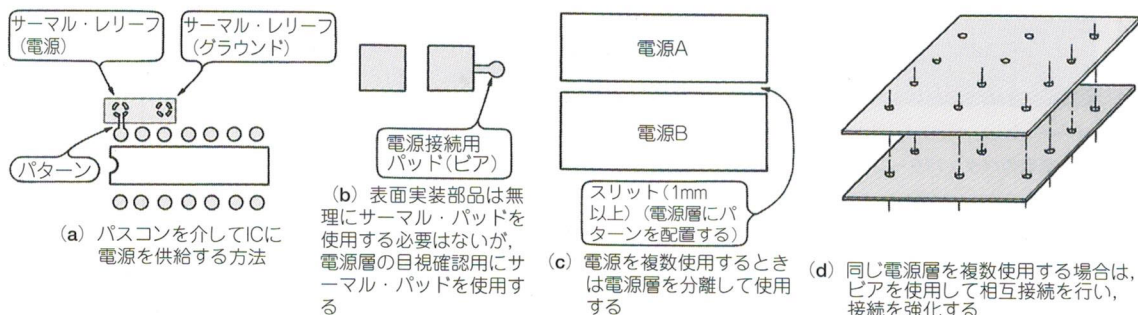 サーマル・レリーフ
(電源)
サーマル・レリーフ
(グラウンド)
パターン
(a) パスコンを介してICに
電源を供給する方法
電源接続用
パッド(ビア)
(b) 表面実装部品は無
理にサーマル・パッドを
使用する必要はないが,
電源層の目視確認用にサ
ーマル・パッドを使用す
る
電源A
電源B
スリット(1mm
以上)(電源層にパ
ターンを配置する)
(c) 電源を複数使用するとき
は電源層を分離して使用
する
(d) 同じ電源層を複数使用する場合は,
ビアを使用して相互接続を行い,
接続を強化する